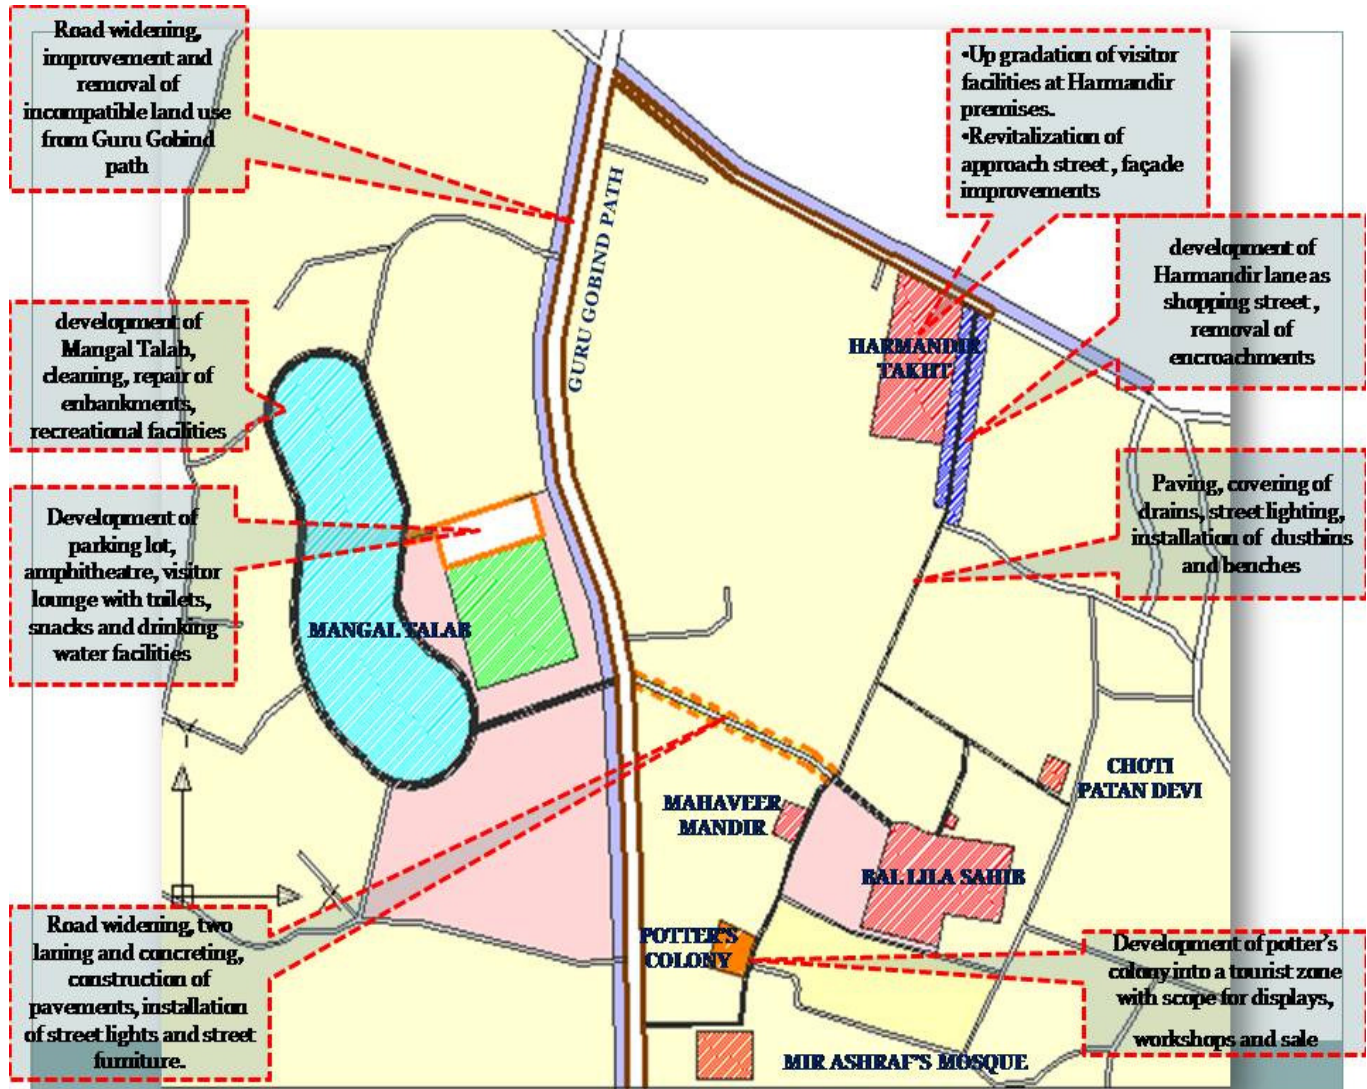 Road widening,
improvement and
removal of
incompatible land use
from Guru Gobind
path
•Up gradation of visitor
facilities at Harmandir
premises.
•Revitalization of
approach street , façade
improvements
development of
Harmandir lane as
shopping street ,
removal of
encroachments
development of
Mangal Talab,
cleaning, repair of
enbankments,
recreational facilities
GURU GOBIND PATH
HARMANDIR
TAKHT
Paving, covering of
drains, street lighting,
installation of dustbins
and benches
Development of
parking lot,
amphitheatre, visitor
lounge with toilets,
snacks and drinking
water facilities
MANGAL TALAB
CHOTI
PATAN DEVI
MAHAVEER
MANDIR
BAL LILA SAHIB
Road widening, two
laning and concreting,
construction of
pavements, installation
of street lights and street
furniture.
POTTER'S
COLONY
Development of potter's
colony into a tourist zone
with scope for displays,
workshops and sale
MIR ASHRAF'S MOSQUE
Y
X